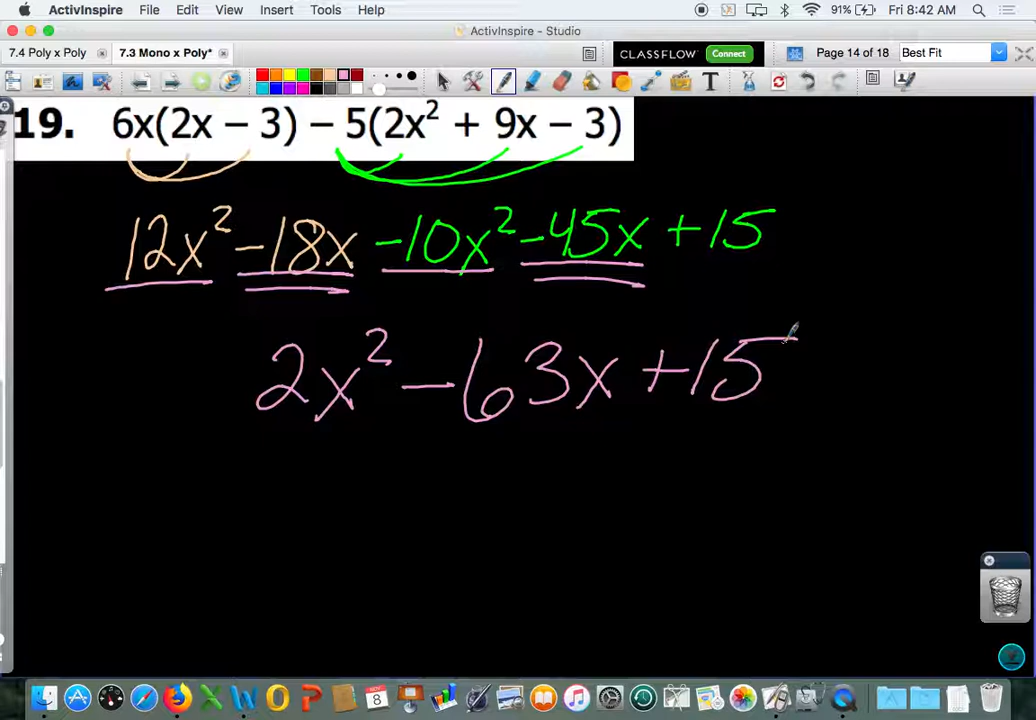 ActivInspire File Edit View Insert Tools Help 91% Fri 8:42 AM
ActivInspire - Studio
7.4 Poly x Poly 7.3 Mono x Poly* CLASSFLOW Connect Page 14 of 18 Best Fit
T
19. 6x(2x − 3) − 5(2x² + 9x − 3)
12x² -18x -10x² -45x +15
2x² -63x +15
NOV 8